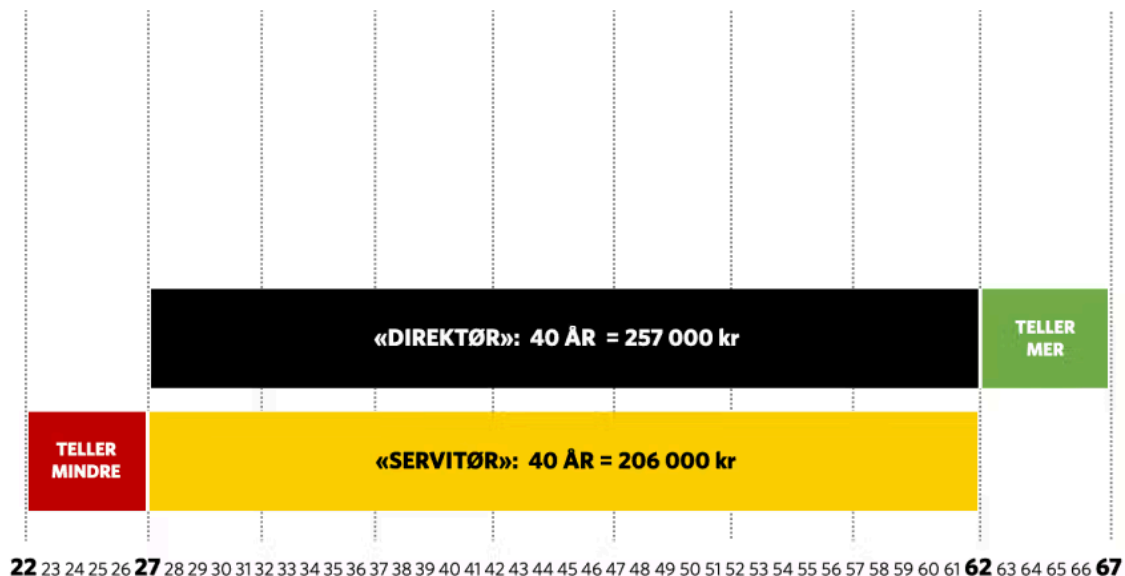 «DIREKTØR»: 40 ÅR = 257 000 kr
TELLER
MER
TELLER
MINDRE
«SERVITØR»: 40 ÅR = 206 000 kr
22 23 24 25 26 27 28 29 30 31 32 33 34 35 36 37 38 39 40 41 42 43 44 45 46 47 48 49 50 51 52 53 54 55 56 57 58 59 60 61 62 63 64 65 66 67